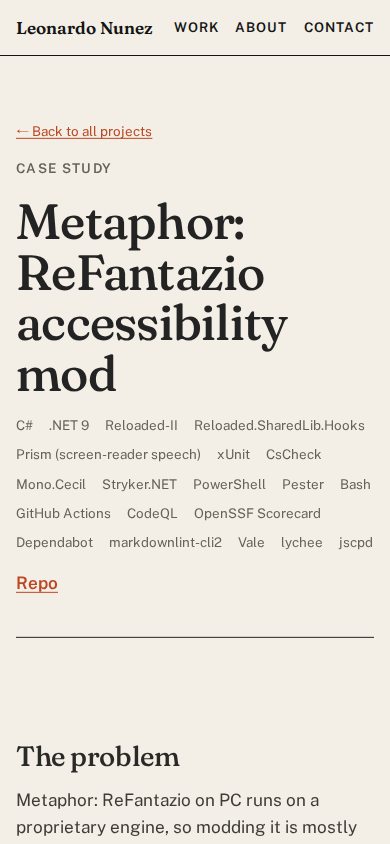 Leonardo Nunez WORK ABOUT CONTACT
← Back to all projects
CASE STUDY
Metaphor:
ReFantazio
accessibility
mod
C# .NET 9 Reloaded-II Reloaded.SharedLib.Hooks
Prism (screen-reader speech) xUnit CsCheck
Mono.Cecil Stryker.NET PowerShell Pester Bash
GitHub Actions CodeQL OpenSSF Scorecard
Dependabot markdownlint-cli2 Vale lychee jscpd
Repo
The problem
Metaphor: ReFantazio on PC runs on a
proprietary engine, so modding it is mostly